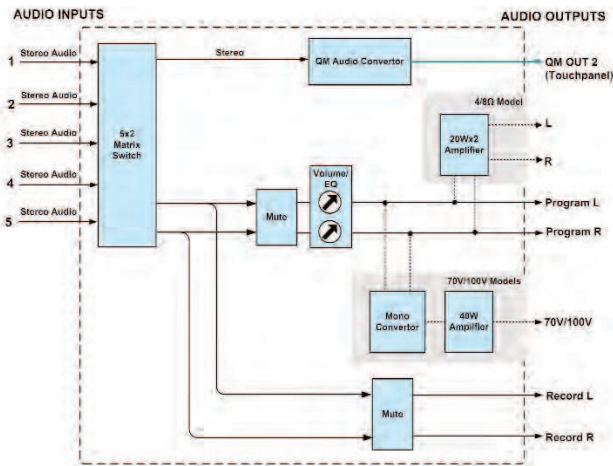 AUDIO INPUTS
AUDIO OUTPUTS
1
Stereo Audio
Stereo
QM Audio Convertor
QM OUT 2
(Touchpanel)
2
Stereo Audio
4/8Ω Model
3
Stereo Audio
5x2
Matrix
Switch
20Wx2
Amplifier
L
R
4
Stereo Audio
5
Stereo Audio
Mute
Volume/
EQ
Program L
Program R
70V/100V Models
Mono
Convertor
40W
Amplifier
70V/100V
Mute
Record L
Record R